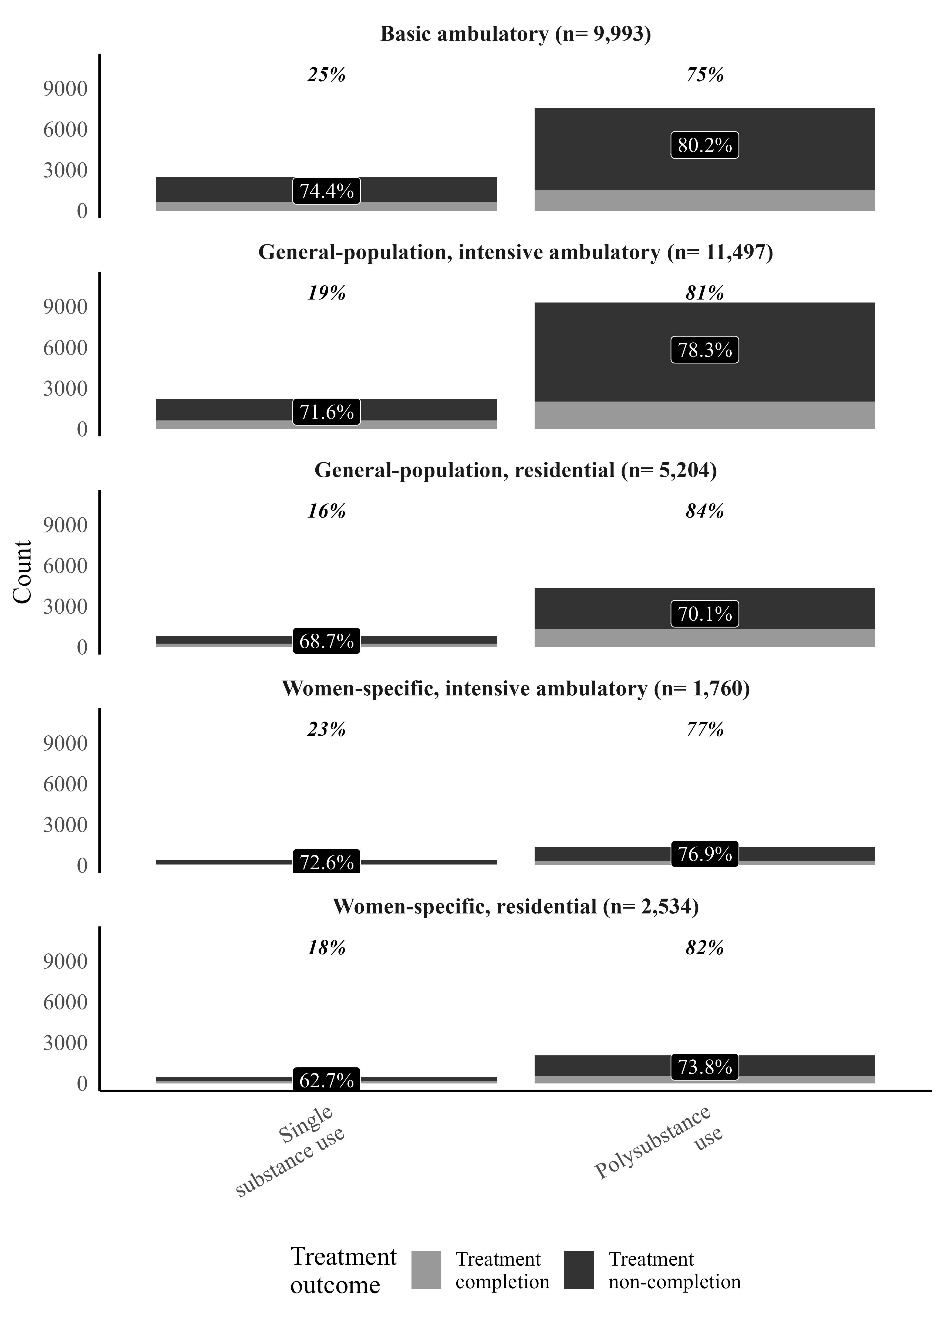 Basic ambulatory (n= 9,993)
25%
75%
9000
6000
3000
0
74.4%
80.2%
General-population, intensive ambulatory (n= 11,497)
19%
81%
9000
6000
3000
0
71.6%
78.3%
General-population, residential (n= 5,204)
16%
84%
9000
6000
3000
0
68.7%
70.1%
Count
Women-specific, intensive ambulatory (n= 1,760)
23%
77%
9000
6000
3000
0
72.6%
76.9%
Women-specific, residential (n= 2,534)
18%
82%
9000
6000
3000
0
62.7%
73.8%
Single
substance use
Polysubstance
use
Treatment
outcome
Treatment
completion
Treatment
non-completion